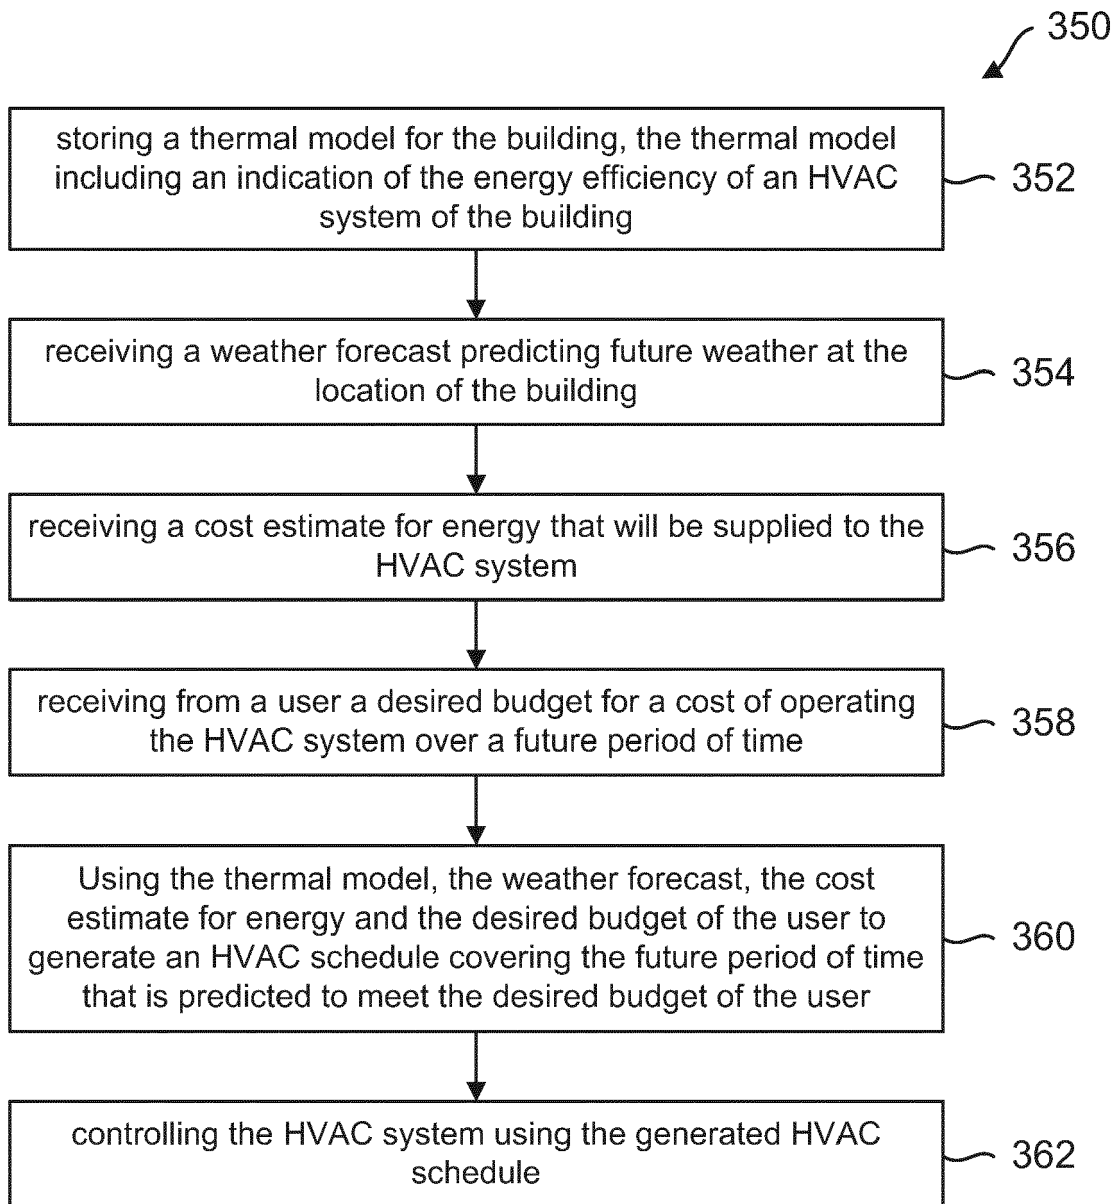 350
storing a thermal model for the building, the thermal model
including an indication of the energy efficiency of an HVAC
system of the building
352
receiving a weather forecast predicting future weather at the
location of the building
354
receiving a cost estimate for energy that will be supplied to the
HVAC system
356
receiving from a user a desired budget for a cost of operating
the HVAC system over a future period of time
358
Using the thermal model, the weather forecast, the cost
estimate for energy and the desired budget of the user to
generate an HVAC schedule covering the future period of time
that is predicted to meet the desired budget of the user
360
controlling the HVAC system using the generated HVAC
schedule
362